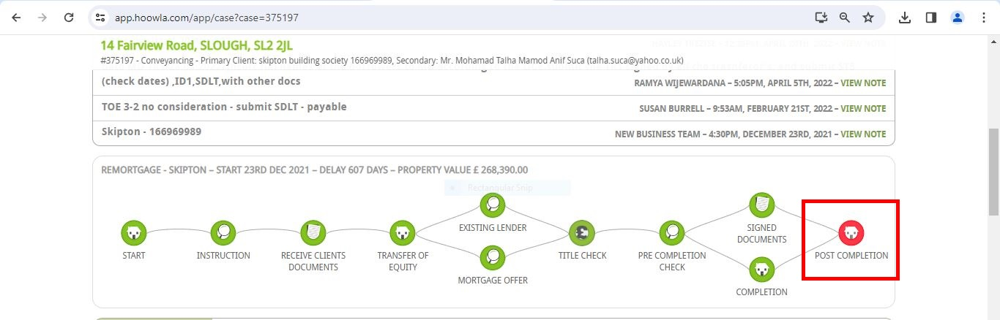 app.hoowla.com/app/case?case=375197
14 Fairview Road, SLOUGH, SL2 2JL
#375197 - Conveyancing - Primary Client: skipton building society 166969989, Secondary: Mr. Mohamad Talha Mamod Anif Suca (talha.suca@yahoo.co.uk)
(check dates) ,ID1,SDLT,with other docs
RAMYA WIJEWARDANA – 5:05PM, APRIL 5TH, 2022 – VIEW NOTE
TOE 3-2 no consideration - submit SDLT - payable
SUSAN BURRELL – 9:53AM, FEBRUARY 21ST, 2022 – VIEW NOTE
Skipton - 166969989
NEW BUSINESS TEAM – 4:30PM, DECEMBER 23RD, 2021 – VIEW NOTE
REMORTGAGE - SKIPTON – START 23RD DEC 2021 – DELAY 607 DAYS – PROPERTY VALUE £ 268,390.00
Rectangular Snip
START
INSTRUCTION
RECEIVE CLIENTS
DOCUMENTS
TRANSFER OF
EQUITY
EXISTING LENDER
MORTGAGE OFFER
TITLE CHECK
PRE COMPLETION
CHECK
SIGNED
DOCUMENTS
COMPLETION
POST COMPLETION